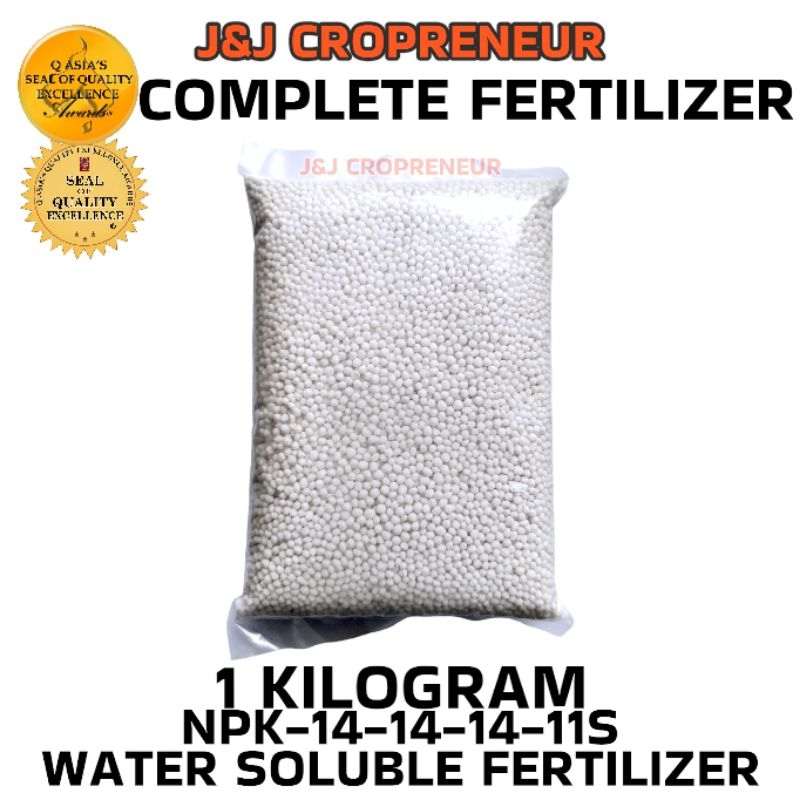 J&J CROPRENEUR
Q ASIA'S
SEAL OF QUALITY
EXCELLENCE
Awards
COMPLETE FERTILIZER
J&J CROPRENEUR
SEAL
OF
QUALITY
EXCELLENCE
1 KILOGRAM
NPK-14-14-14-11S
WATER SOLUBLE FERTILIZER